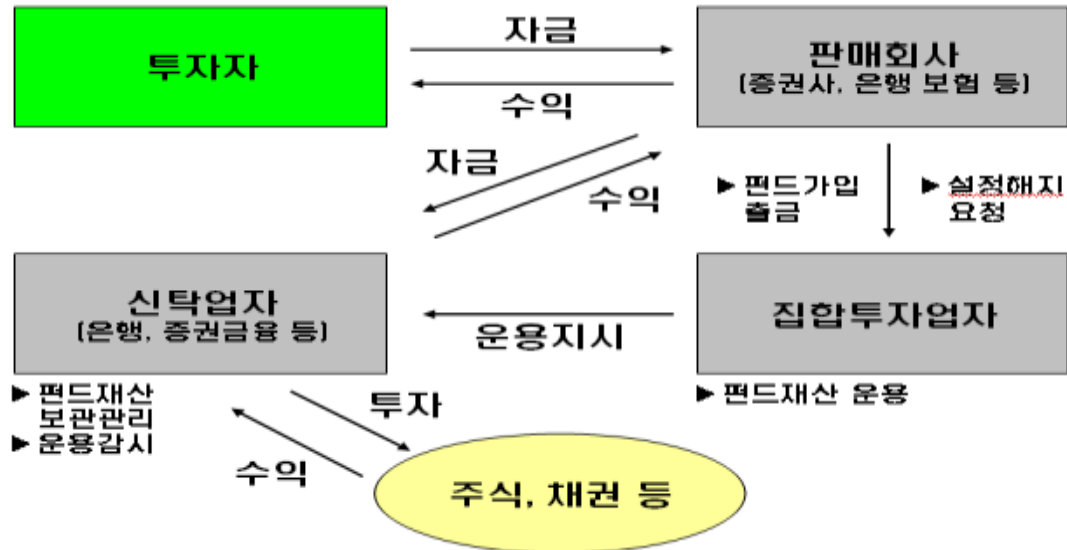 자금
투자자
판매회사
(증권사, 은행 보험 등)
수익
자금
수익
▶ 펀드가입
출금
▶ 설정해지
요청
신탁업자
(은행, 증권금융 등)
운용지시
집합투자업자
▶ 펀드재산
보관관리
▶ 운용감시
투자
▶ 펀드재산 운용
수익
주식, 채권 등